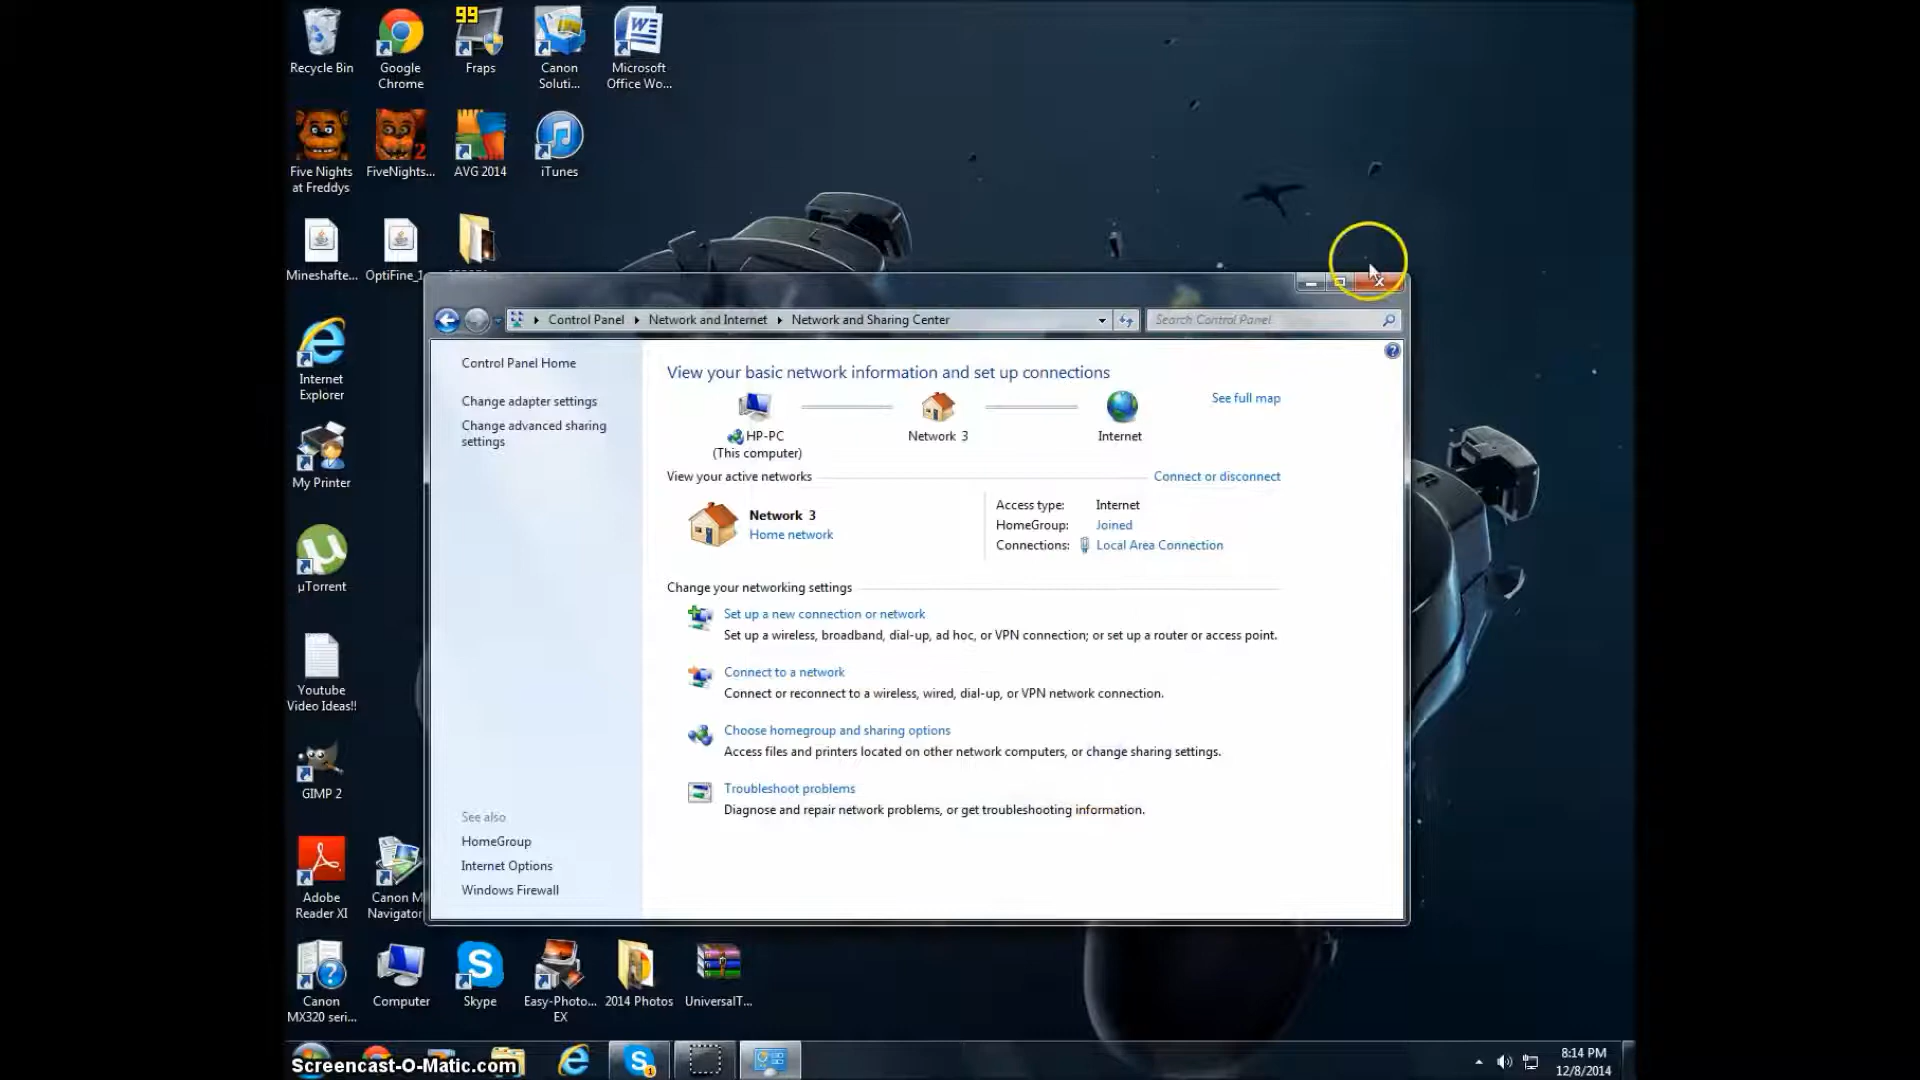 99
Recycle Bin
Google Chrome
Fraps
Canon Soluti...
Microsoft Office Wo...
Five Nights at Freddys
FiveNights...
2
AVG 2014
iTunes
Mineshafte...
OptiFine_1
Internet Explorer
My Printer
µTorrent
Youtube Video Ideas!!
GIMP 2
Adobe Reader XI
Canon M
Navigator
Canon MX320 seri...
Computer
Skype
Easy-Photo... EX
2014 Photos
UniversalT...
Control Panel
Network and Internet
Network and Sharing Center
Search Control Panel
Control Panel Home
Change adapter settings
Change advanced sharing
settings
See also
HomeGroup
Internet Options
Windows Firewall
View your basic network information and set up connections
See full map
HP-PC
(This computer)
Network 3
Internet
View your active networks
Connect or disconnect
Network 3
Home network
Access type: Internet
HomeGroup: Joined
Connections: Local Area Connection
Change your networking settings
Set up a new connection or network
Set up a wireless, broadband, dial-up, ad hoc, or VPN connection; or set up a router or access point.
Connect to a network
Connect or reconnect to a wireless, wired, dial-up, or VPN network connection.
Choose homegroup and sharing options
Access files and printers located on other network computers, or change sharing settings.
Troubleshoot problems
Diagnose and repair network problems, or get troubleshooting information.
Screencast-O-Matic.com
8:14 PM
12/8/2014